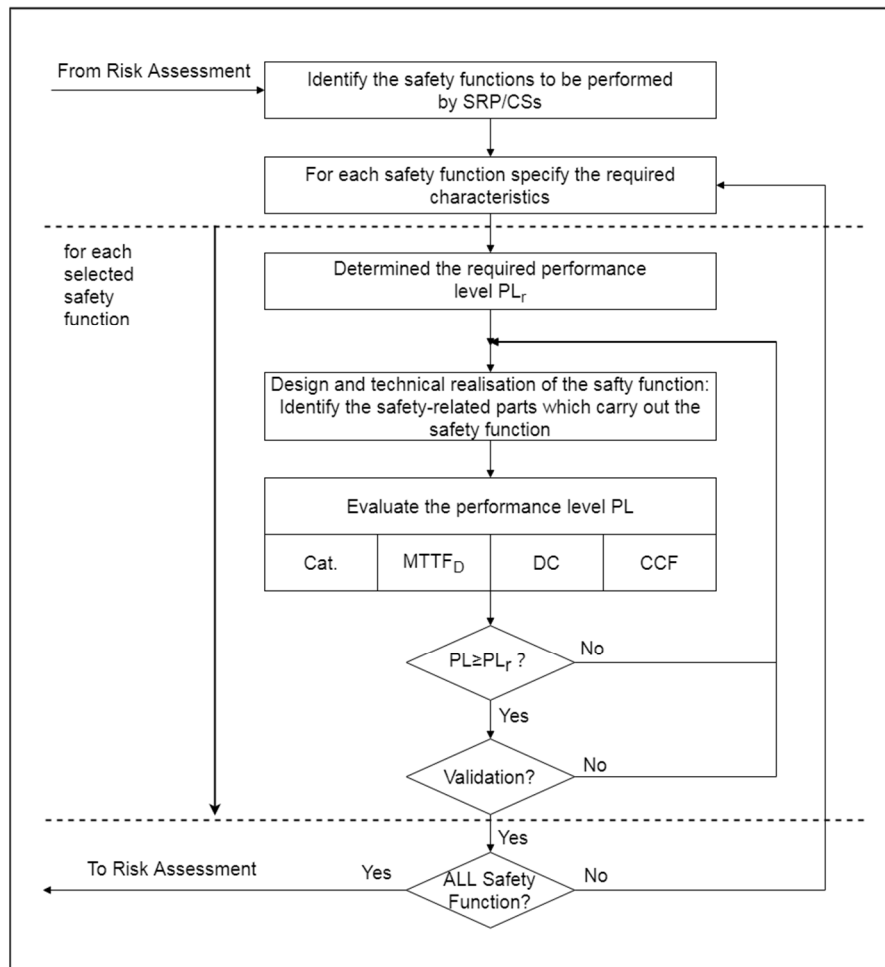 From Risk Assessment
Identify the safety functions to be performed
by SRP/CSs
For each safety function specify the required
characteristics
for each
selected
safety
function
Determined the required performance
level PLr
Design and technical realisation of the safty function:
Identify the safety-related parts which carry out the
safety function
Evaluate the performance level PL
Cat.
MTTFD
DC
CCF
PL≥PLr ?
No
Yes
Validation?
No
Yes
To Risk Assessment
Yes
ALL Safety
Function?
No